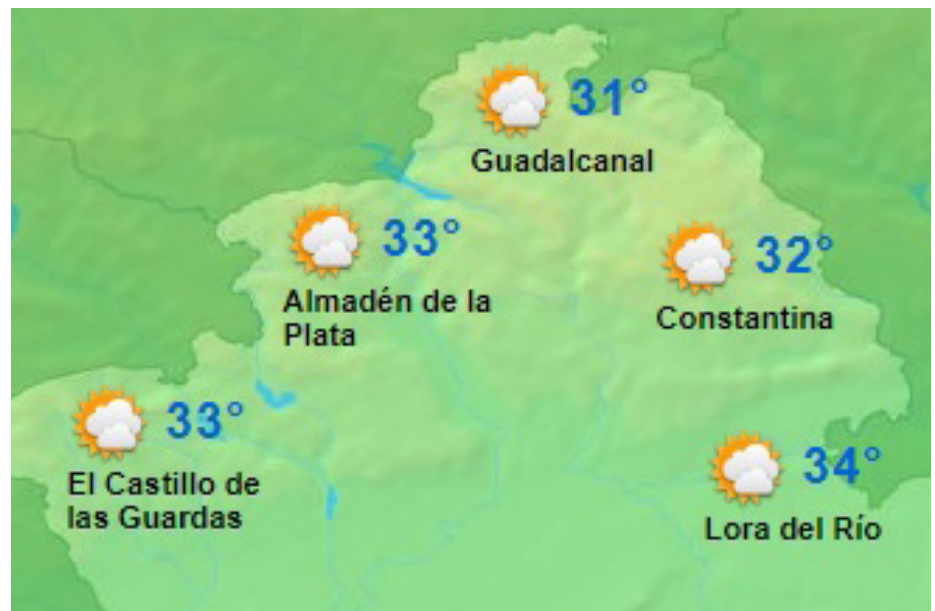 31°
Guadalcanal
33°
Almadén de la
Plata
32°
Constantina
33°
El Castillo de
las Guardas
34°
Lora del Río